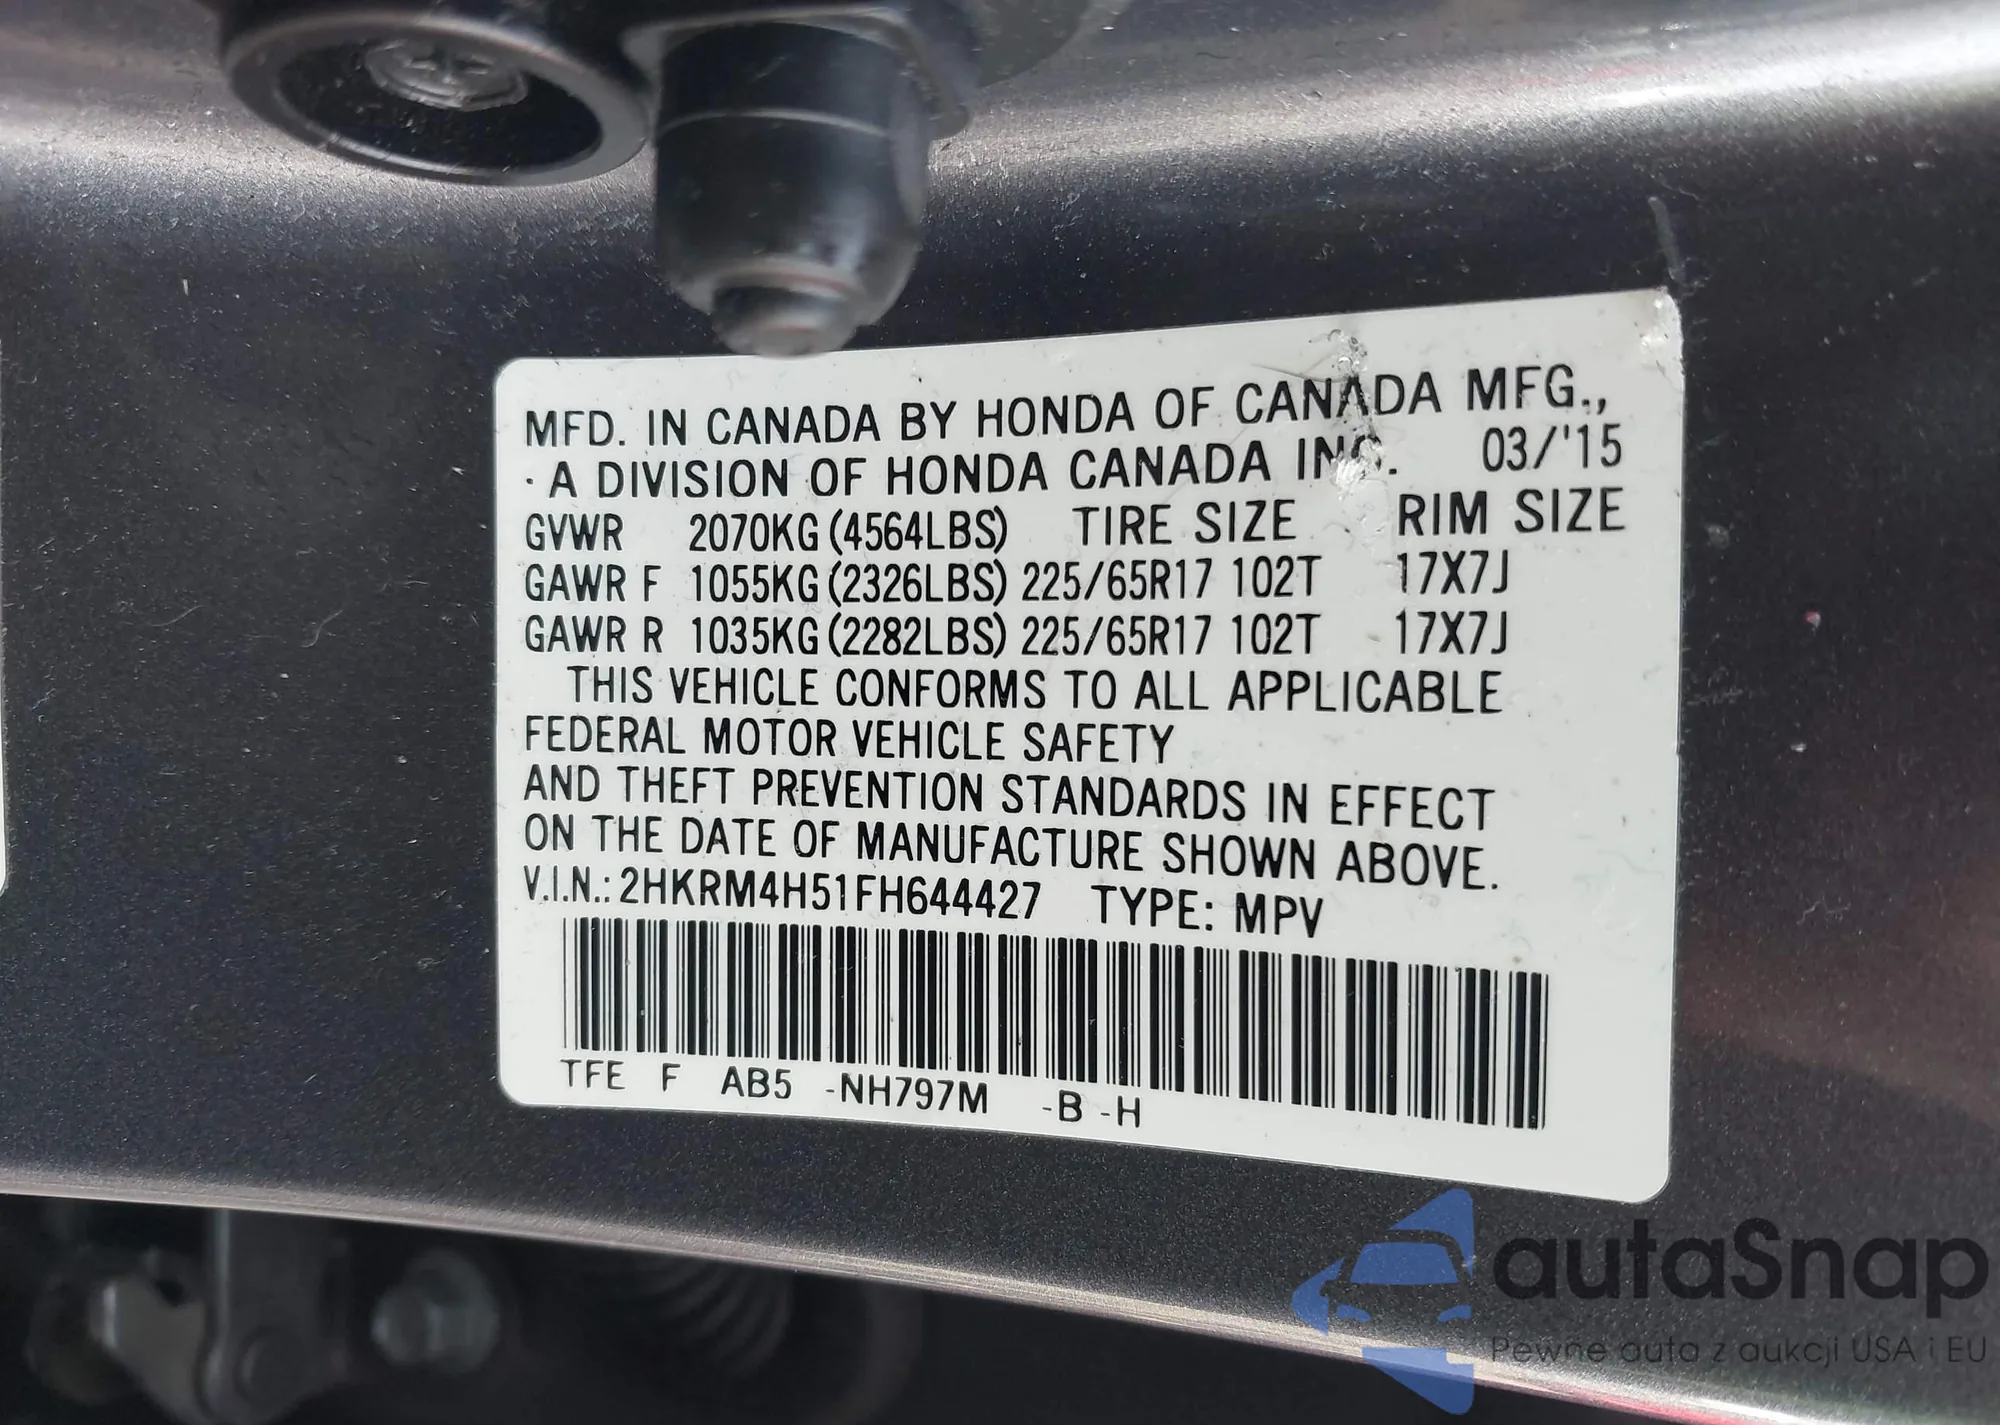 MFD. IN CANADA BY HONDA OF CANADA MFG.,
· A DIVISION OF HONDA CANADA INC. 03/'15
GVWR 2070KG (4564LBS) TIRE SIZE RIM SIZE
GAWR F 1055KG (2326LBS) 225/65R17 102T 17X7J
GAWR R 1035KG (2282LBS) 225/65R17 102T 17X7J
THIS VEHICLE CONFORMS TO ALL APPLICABLE
FEDERAL MOTOR VEHICLE SAFETY
AND THEFT PREVENTION STANDARDS IN EFFECT
ON THE DATE OF MANUFACTURE SHOWN ABOVE.
V.I.N.: 2HKRM4H51FH644427 TYPE: MPV
TFE F AB5 -NH797M -B -H
autaSnap
Pewne auta z aukcji USA i EU